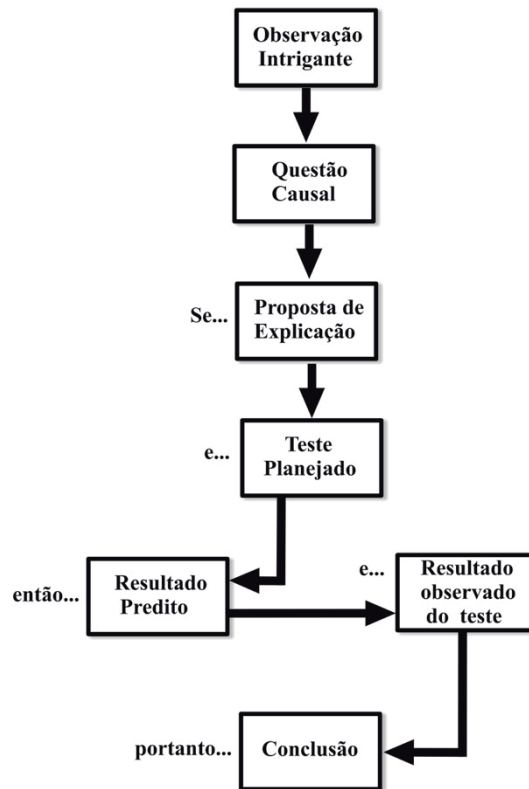 Observação
Intrigante
Questão
Causal
Se...
Proposta de
Explicação
e...
Teste
Planejado
então...
Resultado
Predito
e...
Resultado
observado
do teste
portanto...
Conclusão